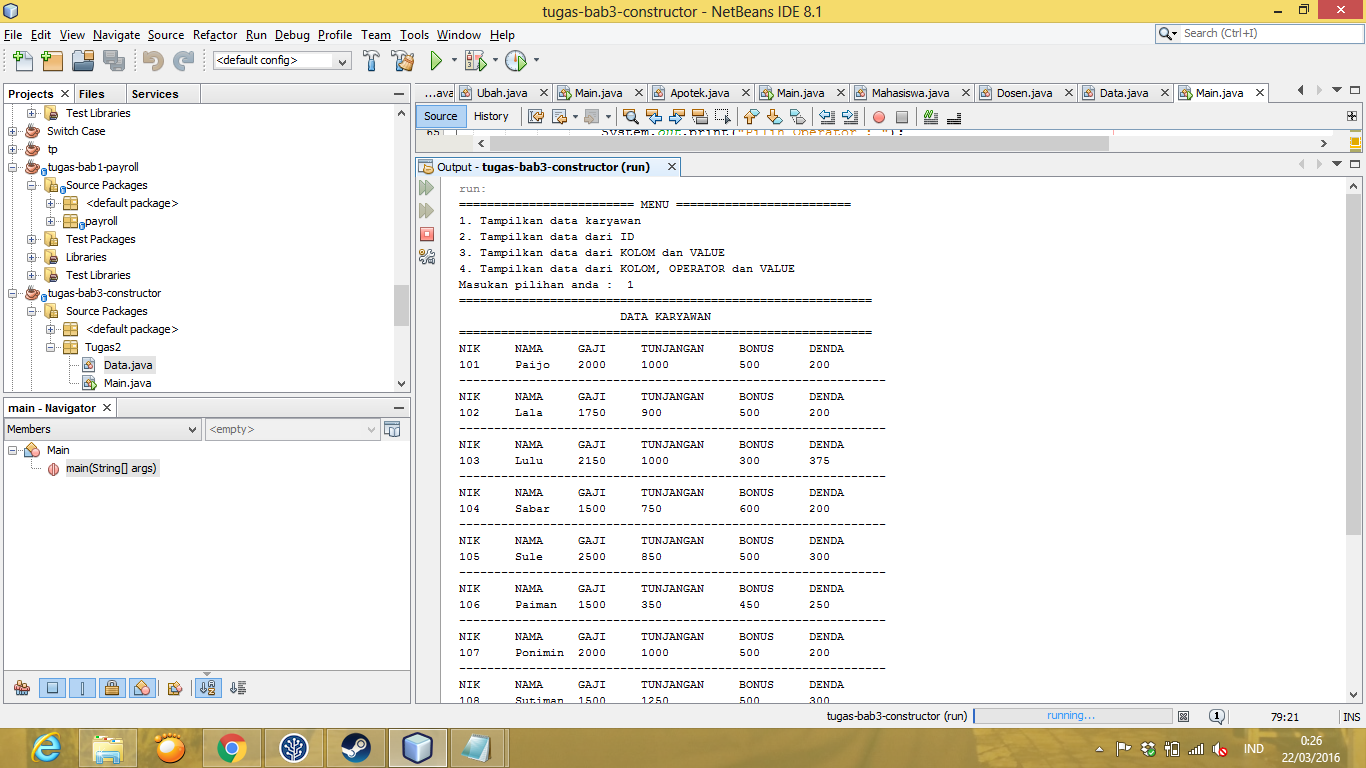 tugas-bab3-constructor - NetBeans IDE 8.1
File Edit View Navigate Source Refactor Run Debug Profile Team Tools Window Help
Search (Ctrl+I)
<default config>
Projects Files Services
Test Libraries
Switch Case
tp
tugas-bab1-payroll
Source Packages
<default package>
payroll
Test Packages
Libraries
Test Libraries
tugas-bab3-constructor
Source Packages
<default package>
Tugas2
Data.java
Main.java
main - Navigator
Members <empty>
Main
main(String[] args)
...ava Ubah.java Main.java Apotek.java Main.java Mahasiswa.java Dosen.java Data.java Main.java
Source History
65 System.out.print("Pilih Operator : ");
Output - tugas-bab3-constructor (run)
run:
========================= MENU =========================
1. Tampilkan data karyawan
2. Tampilkan data dari ID
3. Tampilkan data dari KOLOM dan VALUE
4. Tampilkan data dari KOLOM, OPERATOR dan VALUE
Masukan pilihan anda :  1
===========================================================
DATA KARYAWAN
===========================================================
NIK NAMA GAJI TUNJANGAN BONUS DENDA
101 Paijo 2000 1000 500 200
-------------------------------------------------------------
NIK NAMA GAJI TUNJANGAN BONUS DENDA
102 Lala 1750 900 500 200
-------------------------------------------------------------
NIK NAMA GAJI TUNJANGAN BONUS DENDA
103 Lulu 2150 1000 300 375
-------------------------------------------------------------
NIK NAMA GAJI TUNJANGAN BONUS DENDA
104 Sabar 1500 750 600 200
-------------------------------------------------------------
NIK NAMA GAJI TUNJANGAN BONUS DENDA
105 Sule 2500 850 500 300
-------------------------------------------------------------
NIK NAMA GAJI TUNJANGAN BONUS DENDA
106 Paiman 1500 350 450 250
-------------------------------------------------------------
NIK NAMA GAJI TUNJANGAN BONUS DENDA
107 Ponimin 2000 1000 500 200
-------------------------------------------------------------
NIK NAMA GAJI TUNJANGAN BONUS DENDA
108 Sutiman 1500 1250 500 300
tugas-bab3-constructor (run) running... 1 79:21 INS
IND 0:26
22/03/2016